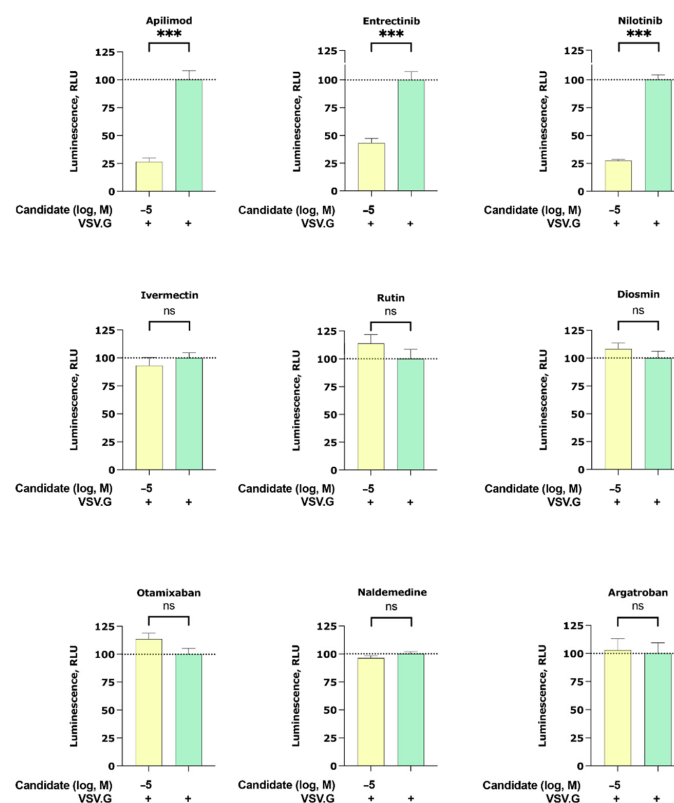 Apilimod
***
Luminescence, RLU
125
100
75
50
25
0
Candidate (log, M) –5
VSV.G + +
Entrectinib
***
Luminescence, RLU
125
100
75
50
25
0
Candidate (log, M) –5
VSV.G + +
Nilotinib
***
Luminescence, RLU
125
100
75
50
25
0
Candidate (log, M) –5
VSV.G + +
Ivermectin
ns
Luminescence, RLU
125
100
75
50
25
0
Candidate (log, M) –5
VSV.G + +
Rutin
ns
Luminescence, RLU
125
100
75
50
25
0
Candidate (log, M) –5
VSV.G + +
Diosmin
ns
Luminescence, RLU
125
100
75
50
25
0
Candidate (log, M) –5
VSV.G + +
Otamixaban
ns
Luminescence, RLU
125
100
75
50
25
0
Candidate (log, M) –5
VSV.G + +
Naldemedine
ns
Luminescence, RLU
125
100
75
50
25
0
Candidate (log, M) –5
VSV.G + +
Argatroban
ns
Luminescence, RLU
125
100
75
50
25
0
Candidate (log, M) –5
VSV.G + +